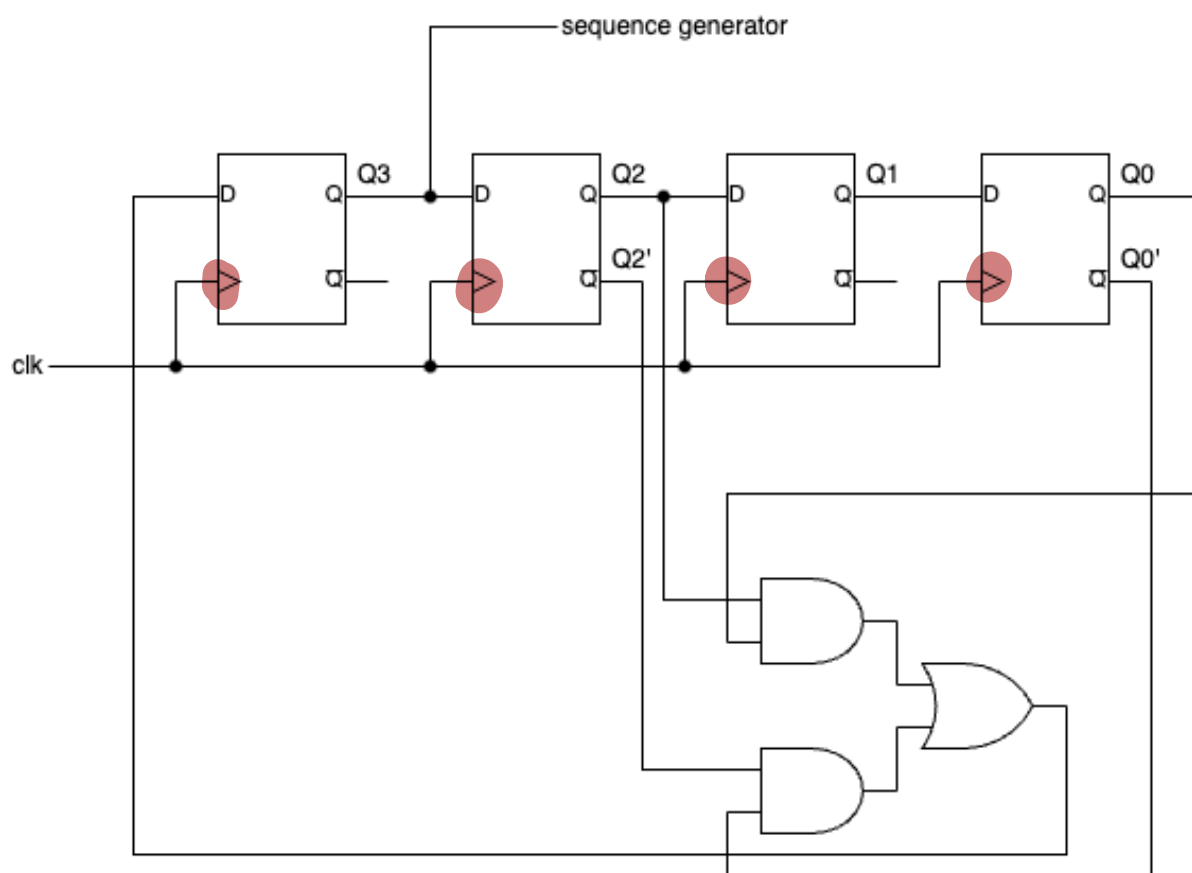 sequence generator
Q3 Q2 Q1 Q0
D Q D Q D Q D Q
Q2' Q0'
Q̅ Q̅ Q̅ Q̅
clk